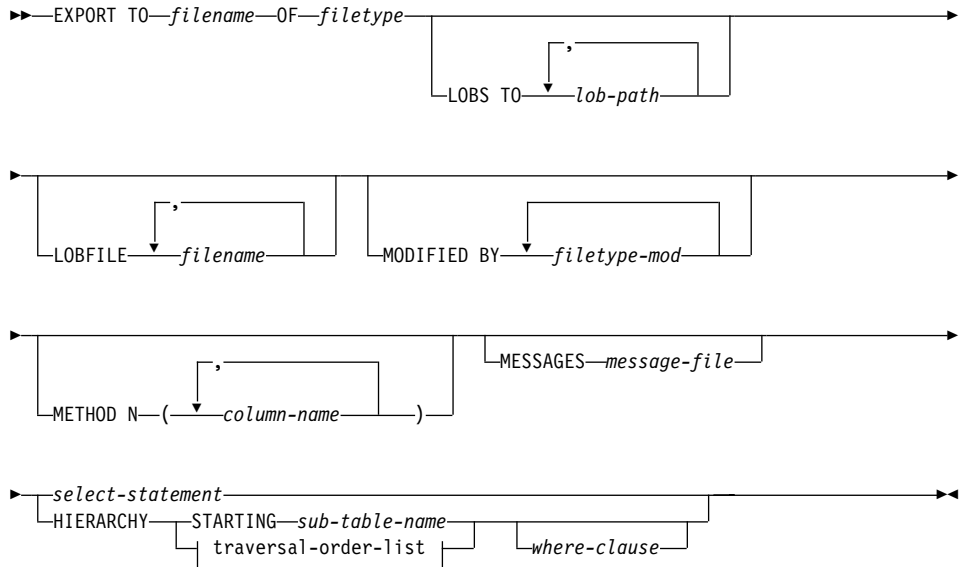 EXPORT TO filename OF filetype
,
LOBS TO lob-path
, 
LOBFILE filename MODIFIED BY filetype-mod
MESSAGES message-file
,
METHOD N ( column-name )
select-statement
HIERARCHY STARTING sub-table-name
traversal-order-list where-clause